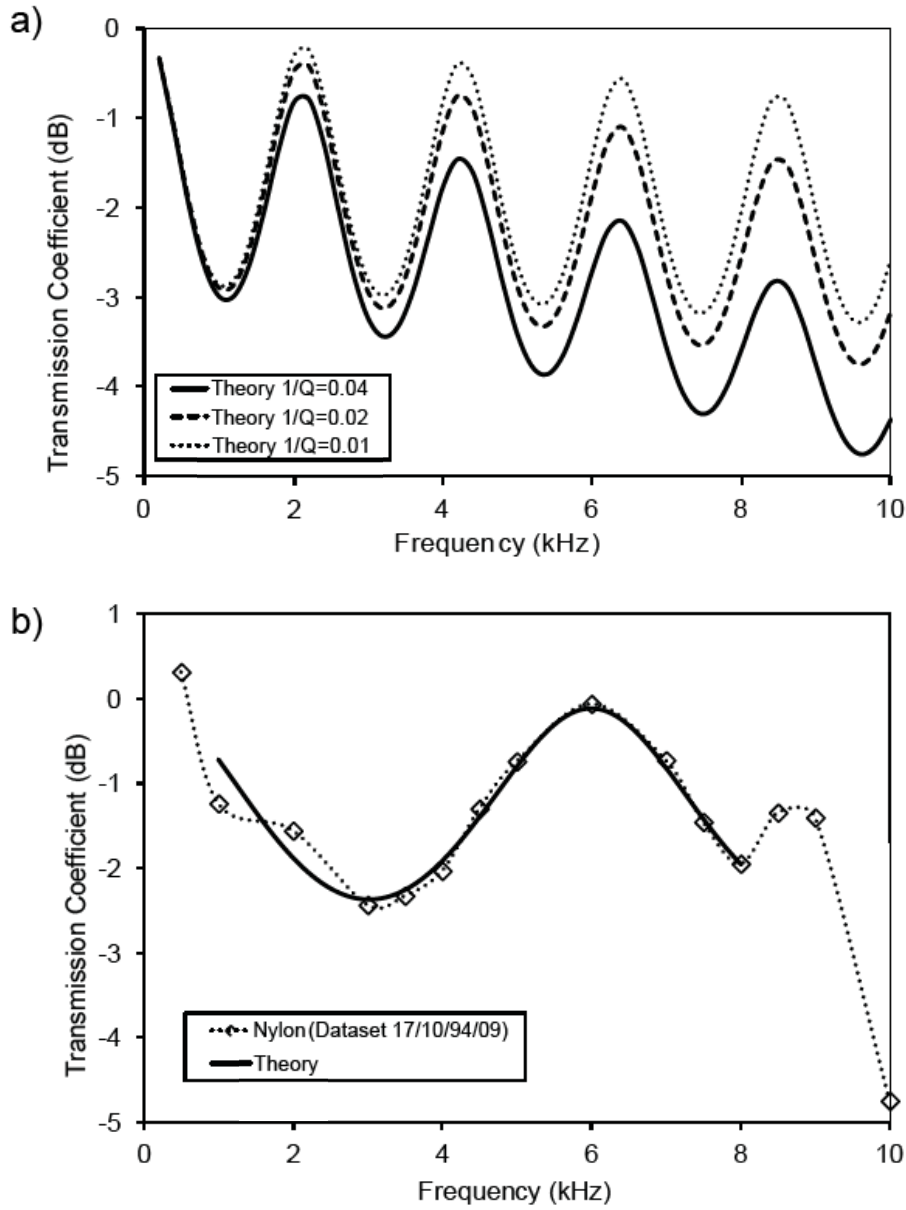 a)
0
-1
-2
-3
-4
-5
Transmission Coefficient (dB)
Theory 1/Q=0.04
Theory 1/Q=0.02
Theory 1/Q=0.01
0 2 4 6 8 10
Frequency (kHz)
b)
1
0
-1
-2
-3
-4
-5
Transmission Coefficient (dB)
Nylon (Dataset 17/10/94/09)
Theory
0 2 4 6 8 10
Frequency (kHz)